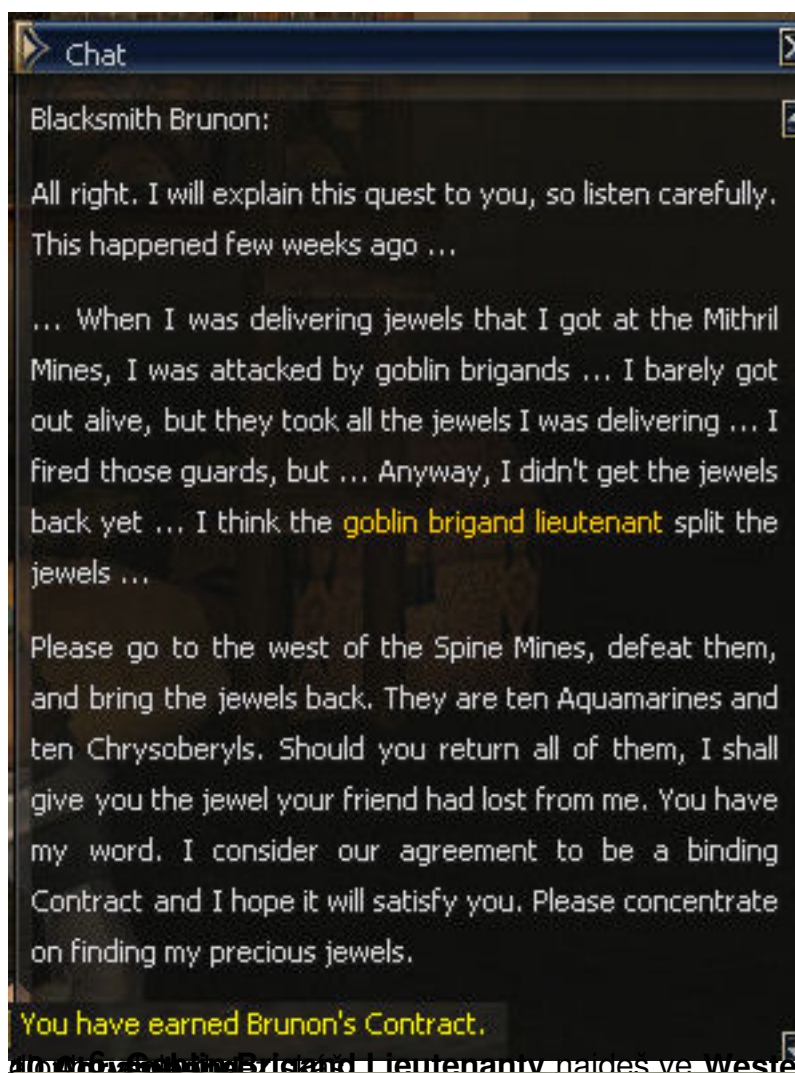 Chat
Blacksmith Brunon:
All right. I will explain this quest to you, so listen carefully.
This happened few weeks ago ...
... When I was delivering jewels that I got at the Mithril
Mines, I was attacked by goblin brigands ... I barely got
out alive, but they took all the jewels I was delivering ... I
fired those guards, but ... Anyway, I didn't get the jewels
back yet ... I think the goblin brigand lieutenant split the
jewels ...
Please go to the west of the Spine Mines, defeat them,
and bring the jewels back. They are ten Aquamarines and
ten Chrysoberyls. Should you return all of them, I shall
give you the jewel your friend had lost from me. You have
my word. I consider our agreement to be a binding
Contract and I hope it will satisfy you. Please concentrate
on finding my precious jewels.
You have earned Brunon's Contract.
Brigand Lieutenanty najdeš ve Weste